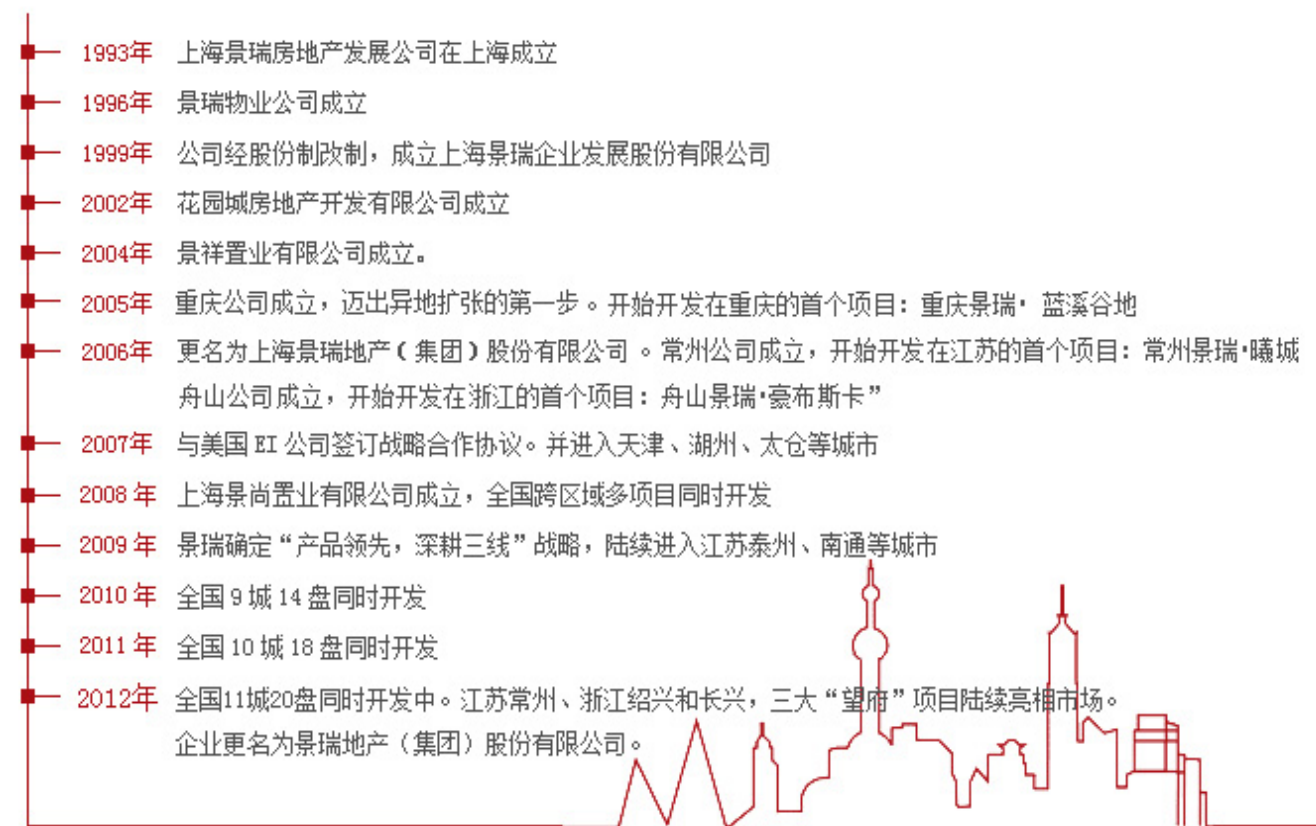 1993年 上海景瑞房地产发展公司在上海成立
1996年 景瑞物业公司成立
1999年 公司经股份制改制，成立上海景瑞企业发展股份有限公司
2002年 花园城房地产开发有限公司成立
2004年 景祥置业有限公司成立。
2005年 重庆公司成立，迈出异地扩张的第一步。开始开发在重庆的首个项目：重庆景瑞· 蓝溪谷地
2006年 更名为上海景瑞地产（集团）股份有限公司。常州公司成立，开始开发在江苏的首个项目：常州景瑞·曦城
舟山公司成立，开始开发在浙江的首个项目：舟山景瑞·豪布斯卡”
2007年 与美国 EI 公司签订战略合作协议。并进入天津、湖州、太仓等城市
2008 年 上海景尚置业有限公司成立，全国跨区域多项目同时开发
2009 年 景瑞确定“产品领先，深耕三线”战略，陆续进入江苏泰州、南通等城市
2010 年 全国 9 城 14 盘同时开发
2011 年 全国 10 城 18 盘同时开发
2012年 全国11城20盘同时开发中。江苏常州、浙江绍兴和长兴，三大“望府”项目陆续亮相市场。
企业更名为景瑞地产（集团）股份有限公司。